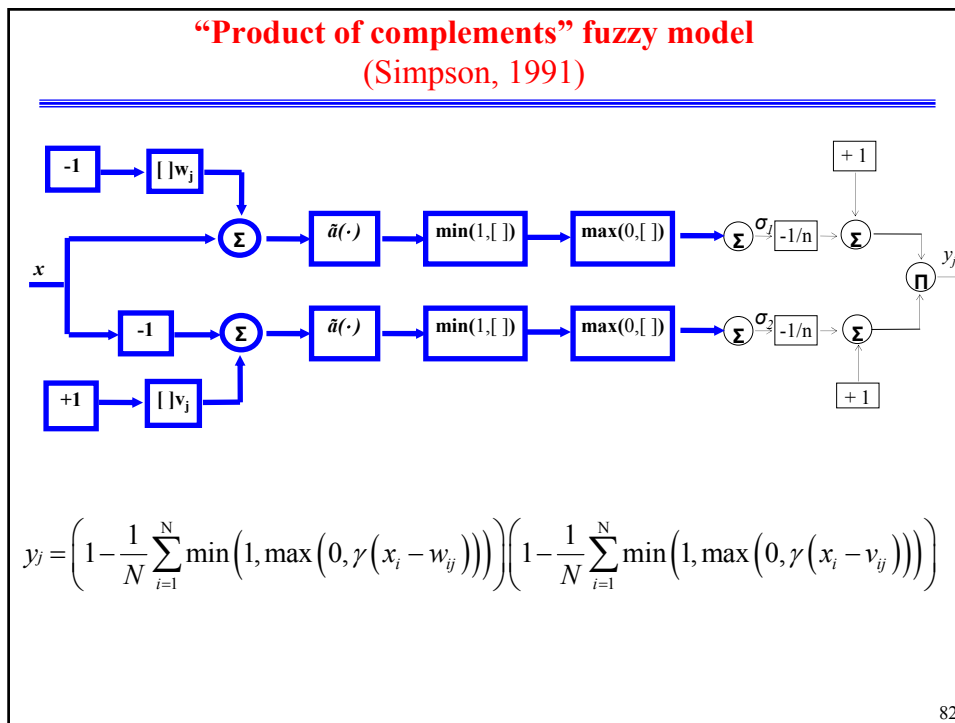 “Product of complements” fuzzy model
(Simpson, 1991)
+ 1
-1 [ ]wj
Σ ã(·) min(1,[ ]) max(0,[ ]) Σ σ1 -1/n Σ
x yj
Π
-1 Σ ã(·) min(1,[ ]) max(0,[ ]) Σ σ2 -1/n Σ
+1 [ ]vj
+ 1
yj = (1 − 1/N ∑_{i=1}^{N} min(1, max(0, γ(xi − wij))))(1 − 1/N ∑_{i=1}^{N} min(1, max(0, γ(xi − vij))))
82